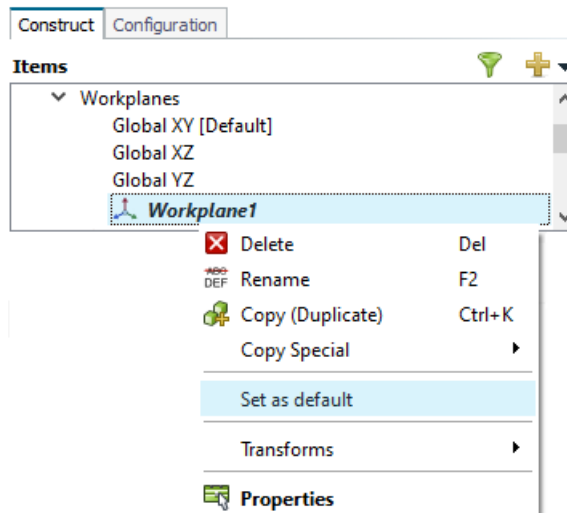 Construct Configuration
Items
Workplanes
Global XY [Default]
Global XZ
Global YZ
Workplane1
Delete Del
ABC
DEF
Rename F2
Copy (Duplicate) Ctrl+K
Copy Special
Set as default
Transforms
Properties